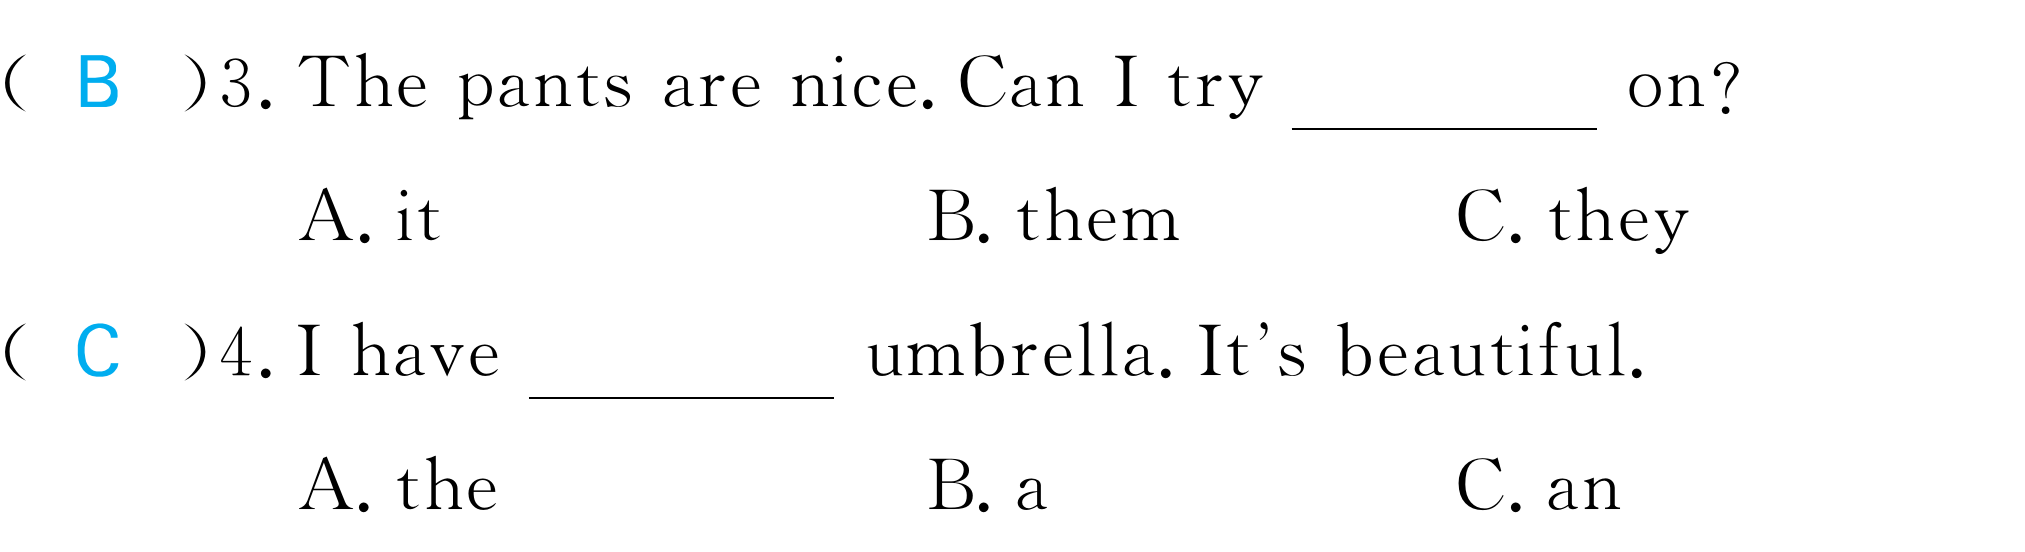 ( B )3. The pants are nice. Can I try ________ on?
A. it B. them C. they
( C )4. I have ________ umbrella. It's beautiful.
A. the B. a C. an